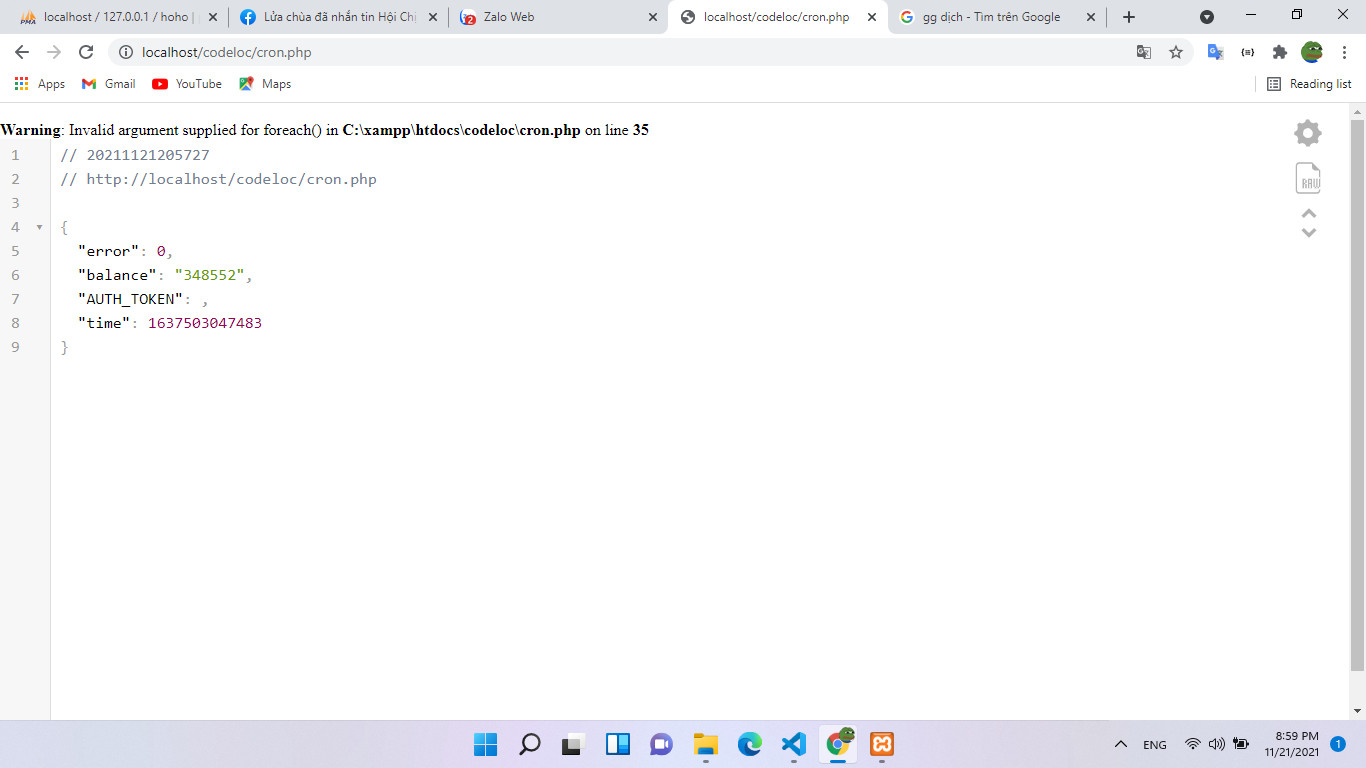 localhost / 127.0.0.1 / hoho |
Lửa chùa đã nhắn tin Hội Chị
Zalo Web
localhost/codeloc/cron.php
gg dịch - Tìm trên Google
localhost/codeloc/cron.php
Apps
Gmail
YouTube
Maps
Reading list
Warning: Invalid argument supplied for foreach() in C:\xampp\htdocs\codeloc\cron.php on line 35
1 // 20211121205727
2 // http://localhost/codeloc/cron.php
3
4 {
5 "error": 0,
6 "balance": "348552",
7 "AUTH_TOKEN": ,
8 "time": 1637503047483
9 }
RAW
ENG
8:59 PM
11/21/2021
1